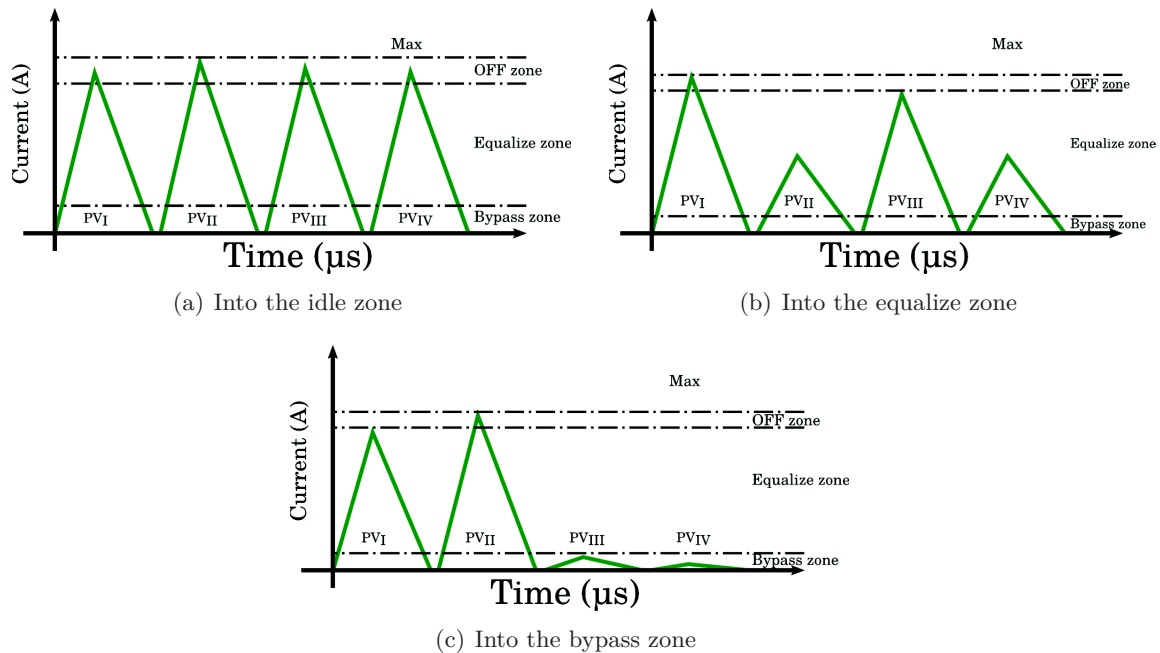 Current (A)
Max
OFF zone
Equalize zone
Bypass zone
PVI
PVII
PVIII
PVIV
Time (µs)
(a) Into the idle zone
Current (A)
Max
OFF zone
Equalize zone
PVI
PVII
PVIII
PVIV
Bypass zone
Time (µs)
(b) Into the equalize zone
Current (A)
Max
OFF zone
Equalize zone
PVI
PVII
PVIII
PVIV
Bypass zone
Time (µs)
(c) Into the bypass zone